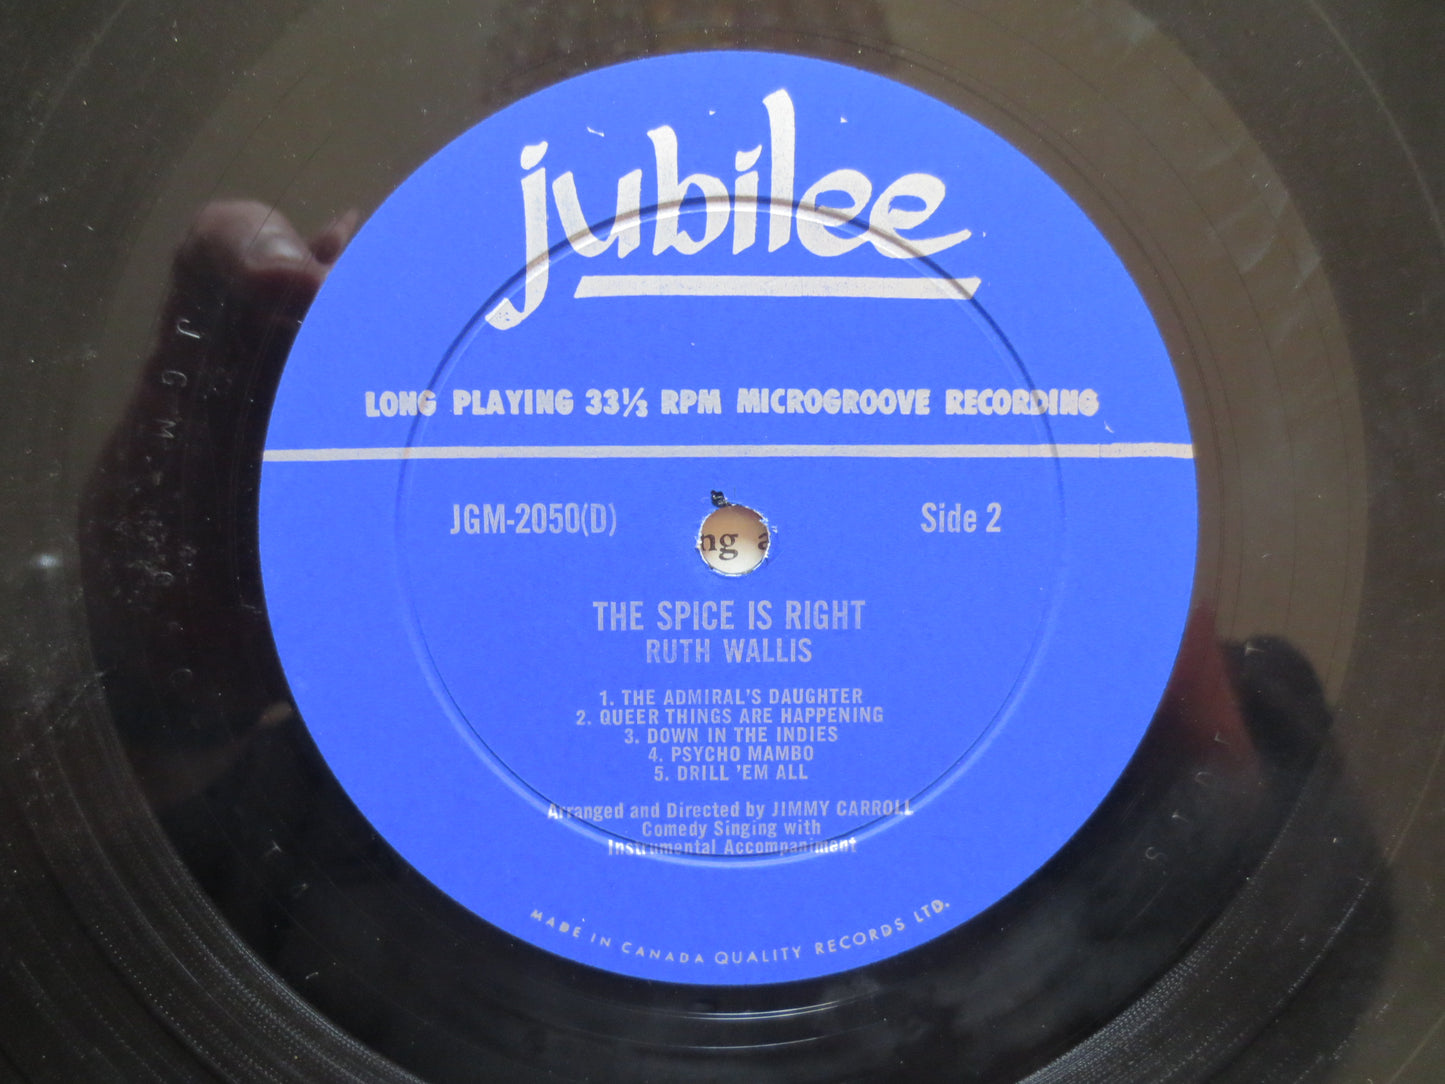 jubilee
LONG PLAYING 33⅓ RPM MICROGROOVE RECORDING
JGM-2050(D)
Side 2
ng
THE SPICE IS RIGHT
RUTH WALLIS
1. THE ADMIRAL'S DAUGHTER
2. QUEER THINGS ARE HAPPENING
3. DOWN IN THE INDIES
4. PSYCHO MAMBO
5. DRILL 'EM ALL
Arranged and Directed by JIMMY CARROLL
Comedy Singing with
Instrumental Accompaniment
MADE IN CANADA QUALITY RECORDS LTD.